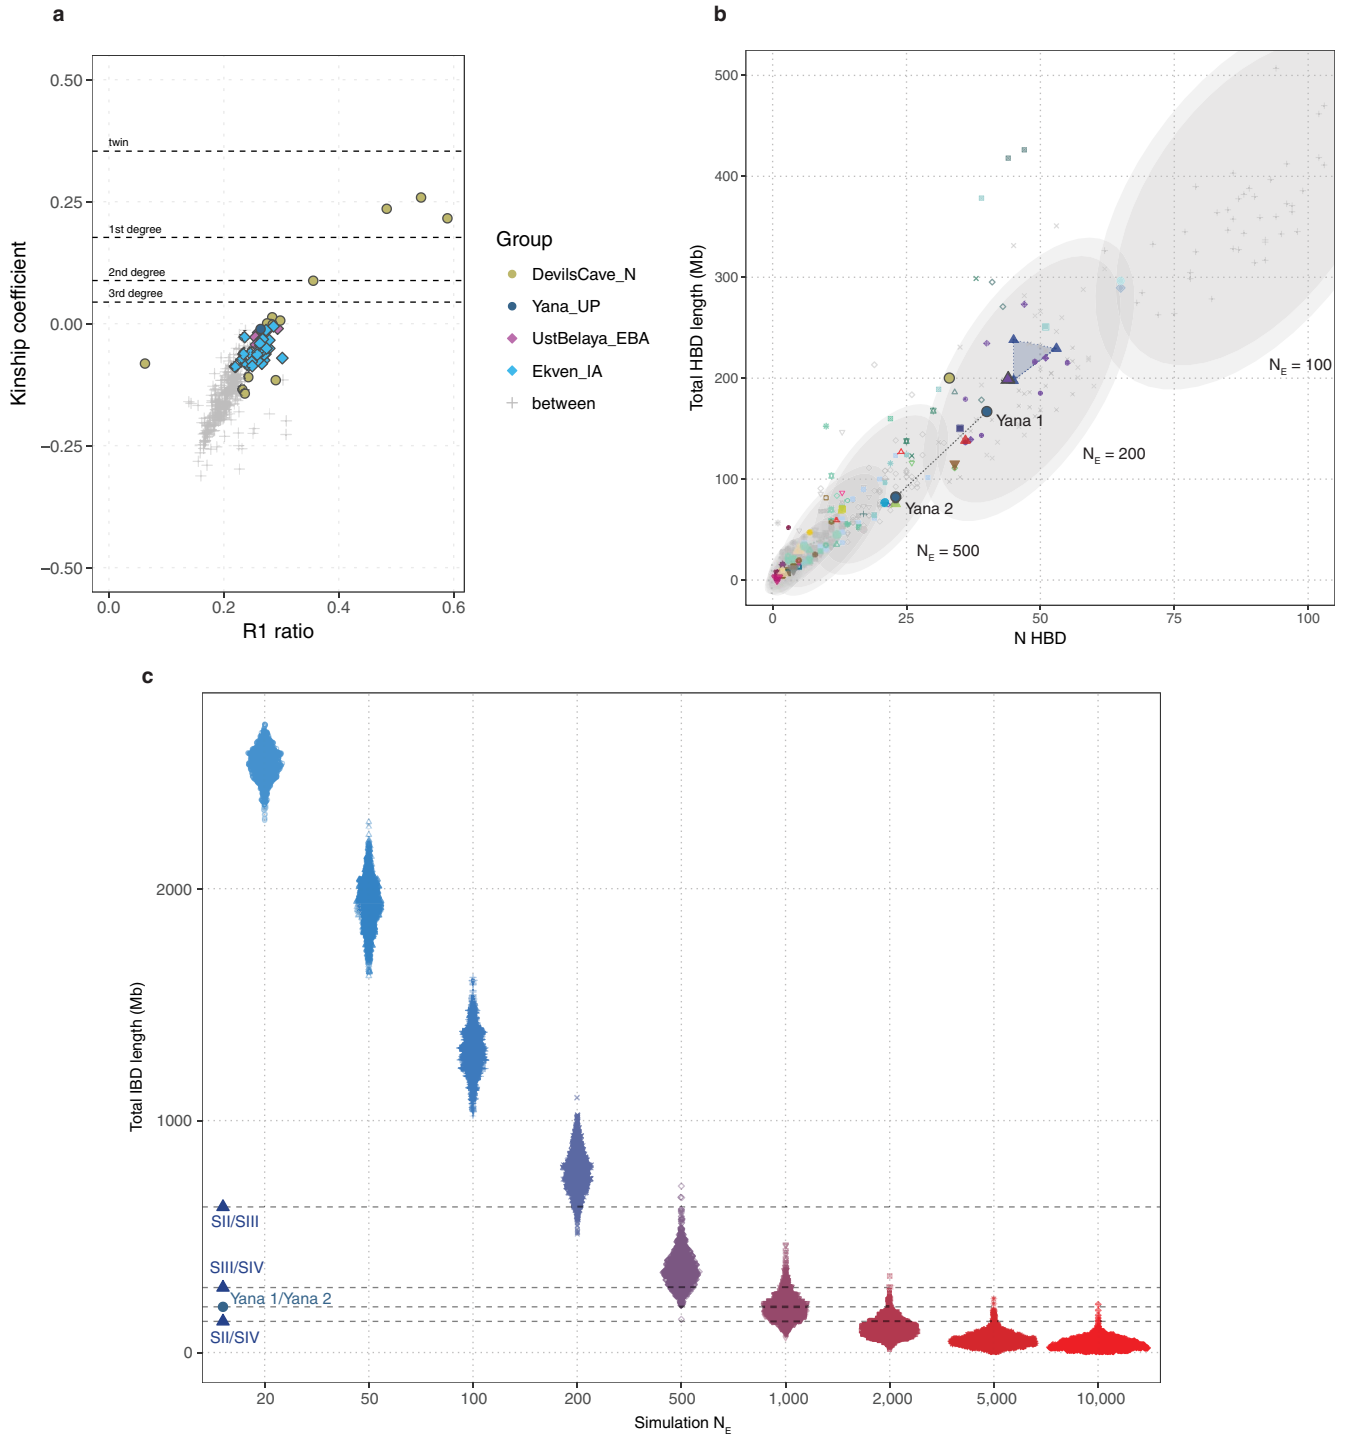 a
0.50
0.25
0.00
−0.25
−0.50
Kinship coefficient
twin
1st degree
2nd degree
3rd degree
0.0
0.2
0.4
0.6
R1 ratio
Group
DevilsCave_N
Yana_UP
UstBelaya_EBA
Ekven_IA
between
b
500
400
300
200
100
0
Total HBD length (Mb)
N_E = 100
Yana 1
N_E = 200
Yana 2
N_E = 500
0
25
50
75
100
N HBD
c
2000
1000
0
Total IBD length (Mb)
SII/SIII
SIII/SIV
Yana 1/Yana 2
SII/SIV
20
50
100
200
500
1,000
2,000
5,000
10,000
Simulation N_E